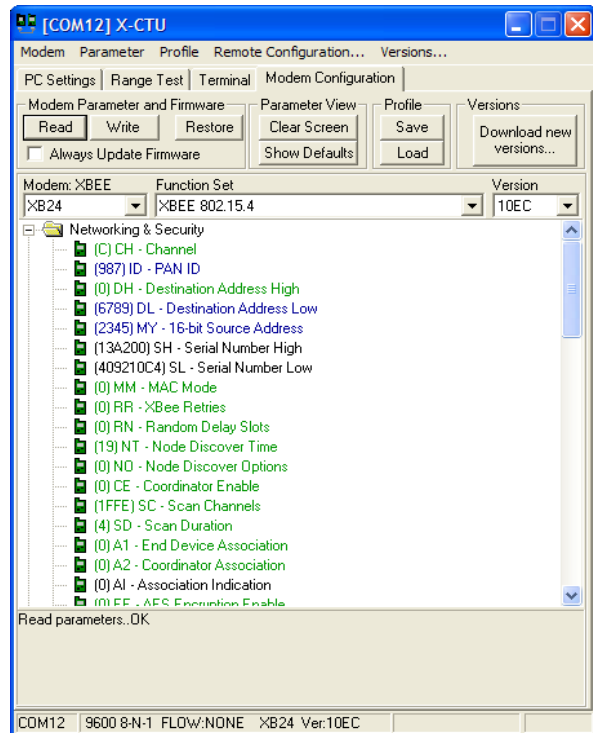 [COM12] X-CTU
Modem Parameter Profile Remote Configuration... Versions...
PC Settings Range Test Terminal Modem Configuration
Modem Parameter and Firmware Parameter View Profile Versions
Read Write Restore Clear Screen Save Download new versions...
Always Update Firmware Show Defaults Load
Modem: XBEE Function Set Version
XB24 XBEE 802.15.4 10EC
Networking & Security
(C) CH - Channel
(987) ID - PAN ID
(0) DH - Destination Address High
(6789) DL - Destination Address Low
(2345) MY - 16-bit Source Address
(13A200) SH - Serial Number High
(409210C4) SL - Serial Number Low
(0) MM - MAC Mode
(0) RR - XBee Retries
(0) RN - Random Delay Slots
(19) NT - Node Discover Time
(0) NO - Node Discover Options
(0) CE - Coordinator Enable
(1FFE) SC - Scan Channels
(4) SD - Scan Duration
(0) A1 - End Device Association
(0) A2 - Coordinator Association
(0) AI - Association Indication
(0) EE - AES Encryption Enable
Read parameters..OK
COM12 9600 8-N-1 FLOW:NONE XB24 Ver:10EC